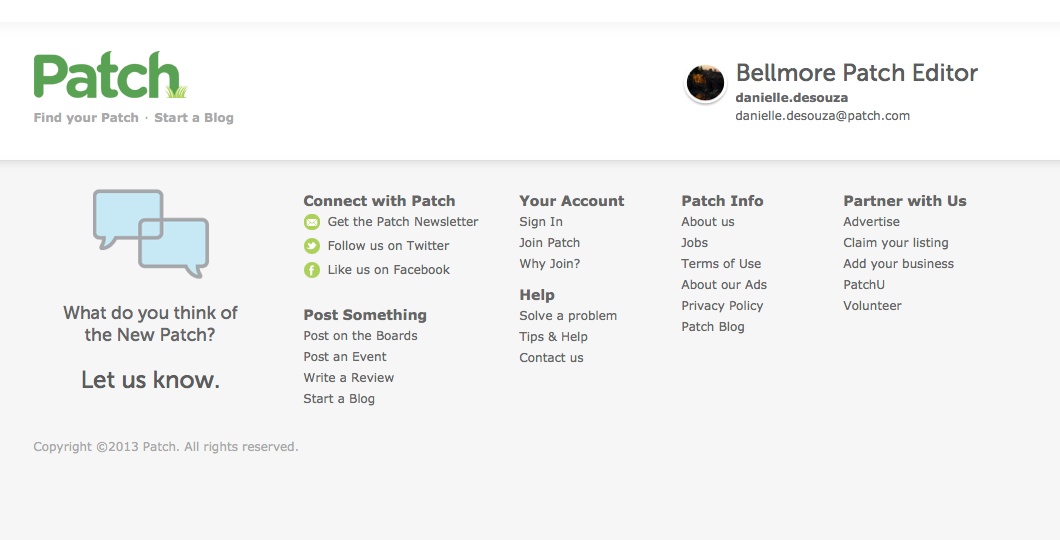 Patch
Find your Patch · Start a Blog
Bellmore Patch Editor
danielle.desouza
danielle.desouza@patch.com
What do you think of
the New Patch?
Let us know.
Connect with Patch
Get the Patch Newsletter
Follow us on Twitter
Like us on Facebook
Post Something
Post on the Boards
Post an Event
Write a Review
Start a Blog
Your Account
Sign In
Join Patch
Why Join?
Help
Solve a problem
Tips & Help
Contact us
Patch Info
About us
Jobs
Terms of Use
About our Ads
Privacy Policy
Patch Blog
Partner with Us
Advertise
Claim your listing
Add your business
PatchU
Volunteer
Copyright ©2013 Patch. All rights reserved.